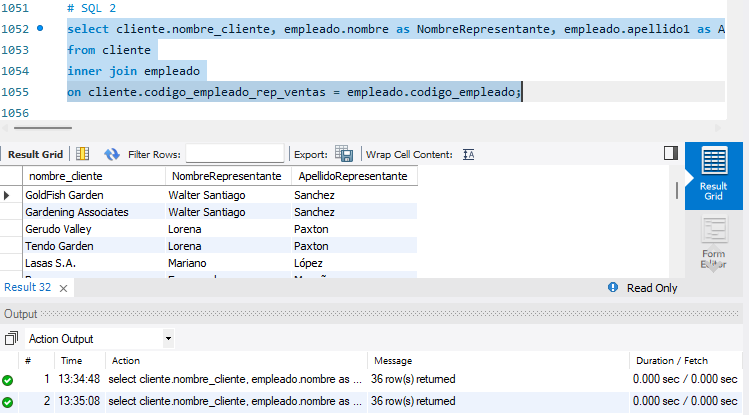 1051 # SQL 2
1052 select cliente.nombre_cliente, empleado.nombre as NombreRepresentante, empleado.apellido1 as A
1053 from cliente
1054 inner join empleado
1055 on cliente.codigo_empleado_rep_ventas = empleado.codigo_empleado;
1056
Result Grid Filter Rows: Export: Wrap Cell Content:
nombre_cliente NombreRepresentante ApellidoRepresentante
GoldFish Garden Walter Santiago Sanchez
Gardening Associates Walter Santiago Sanchez
Gerudo Valley Lorena Paxton
Tendo Garden Lorena Paxton
Lasas S.A. Mariano López
Result Grid
Form Editor
Result 32 Read Only
Output
Action Output
# Time Action Message Duration / Fetch
1 13:34:48 select cliente.nombre_cliente, empleado.nombre as ... 36 row(s) returned 0.000 sec / 0.000 sec
2 13:35:08 select cliente.nombre_cliente, empleado.nombre as ... 36 row(s) returned 0.000 sec / 0.000 sec